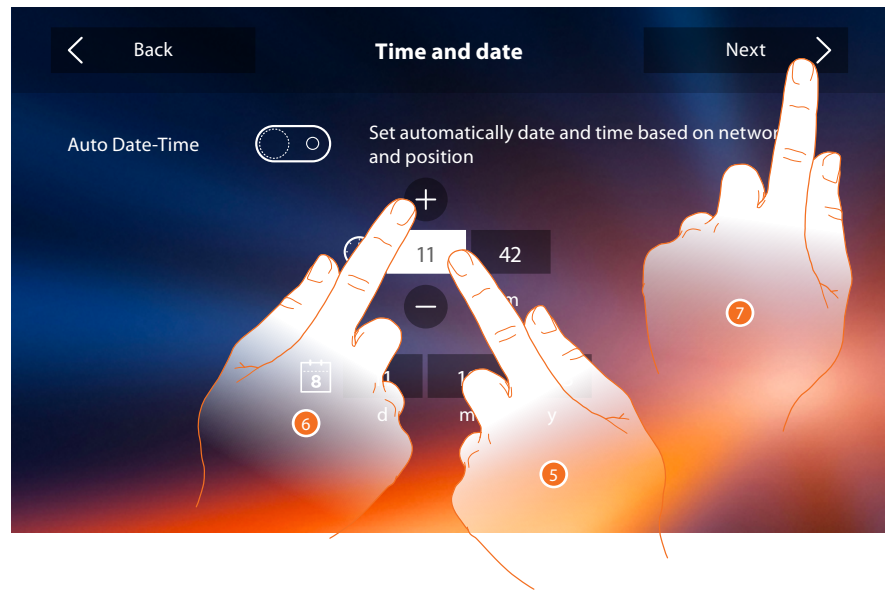 Back
Time and date
Next
Auto Date-Time
Set automatically date and time based on
and position
+
11
42
−
m
8
d
m
y
6
5
7